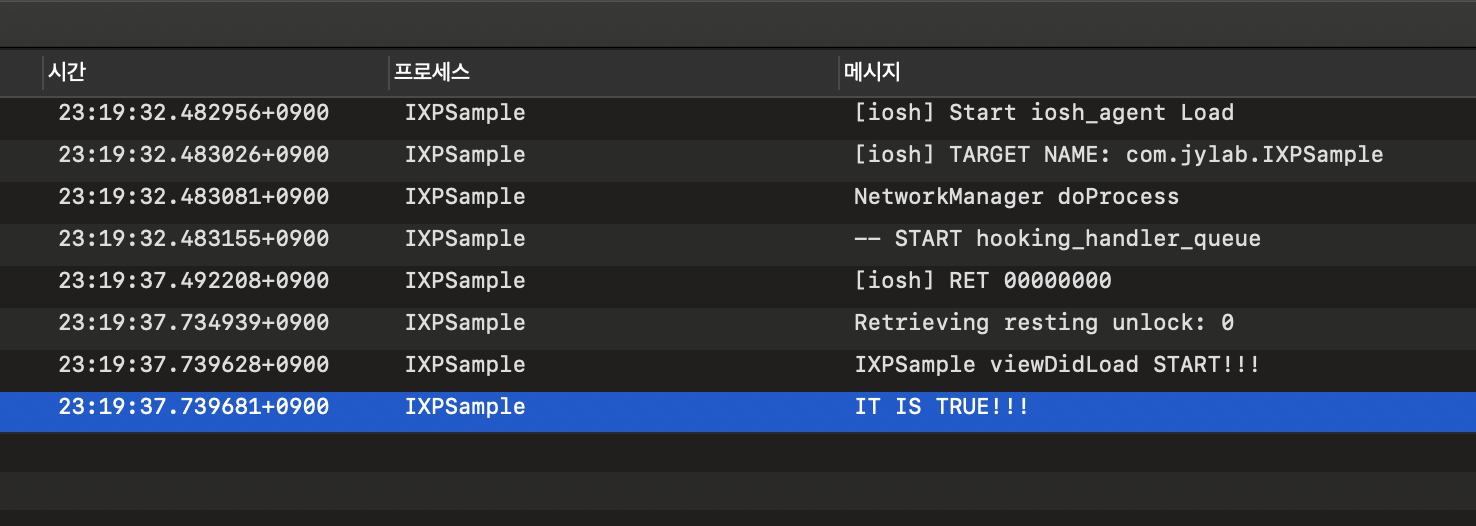 시간 프로세스 메시지
23:19:32.482956+0900 IXPSample [iosh] Start iosh_agent Load
23:19:32.483026+0900 IXPSample [iosh] TARGET NAME: com.jylab.IXPSample
23:19:32.483081+0900 IXPSample NetworkManager doProcess
23:19:32.483155+0900 IXPSample -- START hooking_handler_queue
23:19:37.492208+0900 IXPSample [iosh] RET 00000000
23:19:37.734939+0900 IXPSample Retrieving resting unlock: 0
23:19:37.739628+0900 IXPSample IXPSample viewDidLoad START!!!
23:19:37.739681+0900 IXPSample IT IS TRUE!!!